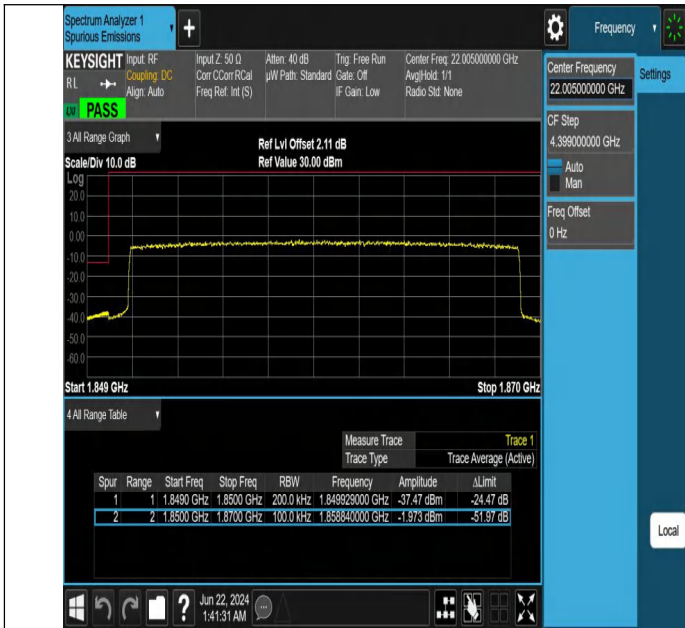 Spectrum Analyzer 1
Spurious Emissions
Frequency
KEYSIGHT
RL
Input: RF
Coupling: DC
Align: Auto
Input Z: 50 Ω
Corr CCorr RCal
Freq Ref: Int (S)
Atten: 40 dB
µW Path: Standard
Trig: Free Run
Gate: Off
IF Gain: Low
Center Freq: 22.005000000 GHz
Avg|Hold: 1/1
Radio Std: None
PASS
Center Frequency
22.005000000 GHz
Settings
CF Step
4.399000000 GHz
Auto
Man
Freq Offset
0 Hz
Local
3 All Range Graph
Scale/Div 10.0 dB
Ref Lvl Offset 2.11 dB
Ref Value 30.00 dBm
Log
20.0
10.0
0.00
-10.0
-20.0
-30.0
-40.0
-50.0
-60.0
Start 1.849 GHz
Stop 1.870 GHz
4 All Range Table
Measure Trace Trace 1
Trace Type Trace Average (Active)
Spur Range Start Freq Stop Freq RBW Frequency Amplitude ΔLimit
1 1 1.8490 GHz 1.8500 GHz 200.0 kHz 1.849929000 GHz -37.47 dBm -24.47 dB
2 2 1.8500 GHz 1.8700 GHz 100.0 kHz 1.858840000 GHz -1.973 dBm -51.97 dB
?
Jun 22, 2024
1:41:31 AM